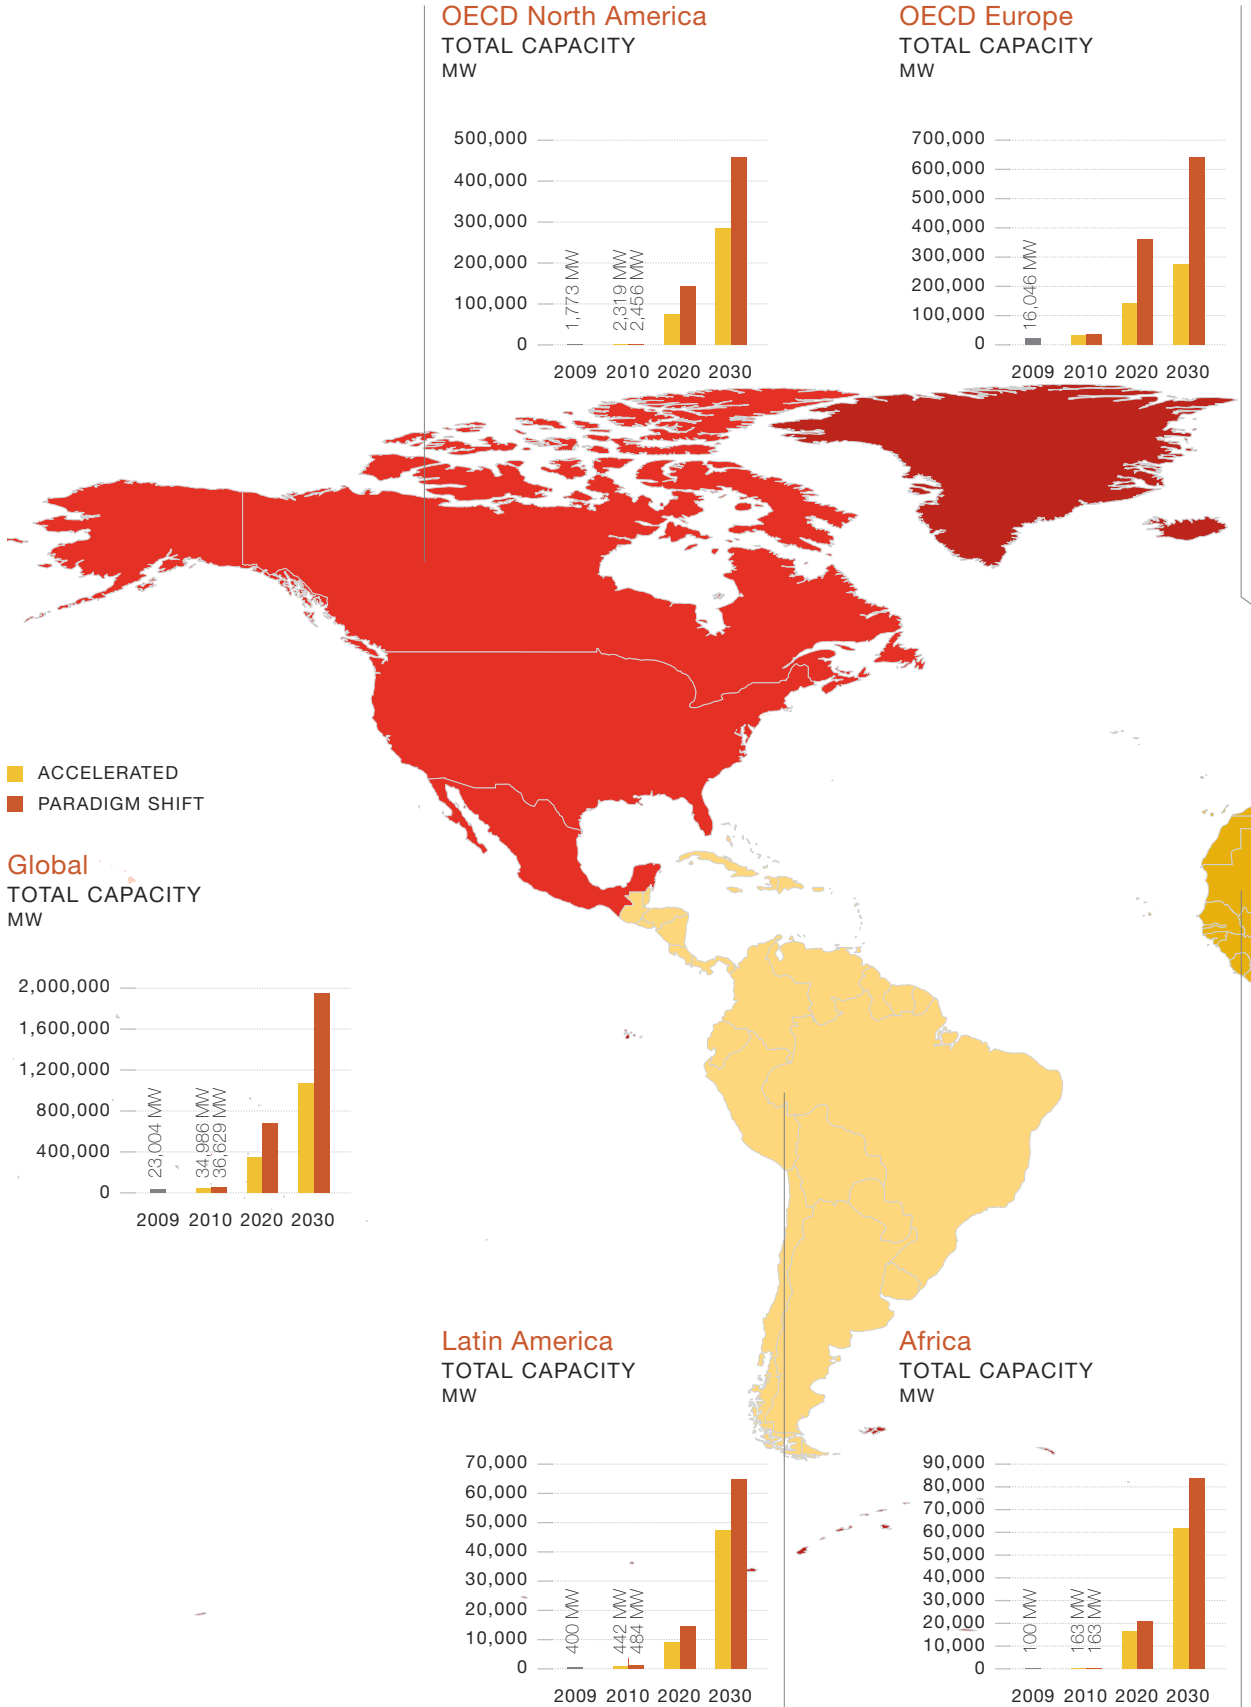 OECD North America
TOTAL CAPACITY
MW
500,000
400,000
300,000
200,000
100,000
0
1,773 MW
2,319 MW
2,456 MW
2009 2010 2020 2030
OECD Europe
TOTAL CAPACITY
MW
700,000
600,000
500,000
400,000
300,000
200,000
100,000
0
16,046 MW
2009 2010 2020 2030
ACCELERATED
PARADIGM SHIFT
Global
TOTAL CAPACITY
MW
2,000,000
1,600,000
1,200,000
800,000
400,000
0
23,004 MW
34,986 MW
36,629 MW
2009 2010 2020 2030
Latin America
TOTAL CAPACITY
MW
70,000
60,000
50,000
40,000
30,000
20,000
10,000
0
400 MW
442 MW
484 MW
2009 2010 2020 2030
Africa
TOTAL CAPACITY
MW
90,000
80,000
70,000
60,000
50,000
40,000
30,000
20,000
10,000
0
100 MW
163 MW
163 MW
2009 2010 2020 2030